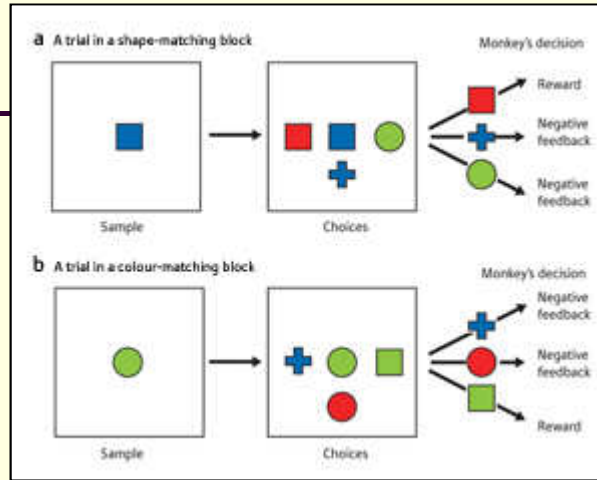 a A trial in a shape-matching block
Monkey's decision
Reward
Negative
feedback
Negative
feedback
Sample
Choices
b A trial in a colour-matching block
Monkey's decision
Negative
feedback
Negative
feedback
Reward
Sample
Choices